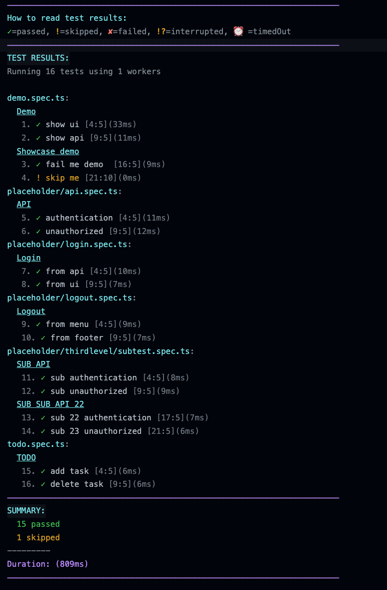 How to read test results:
✓=passed, !=skipped, ✘=failed, !?=interrupted, ⏰ =timedOut
TEST RESULTS:
Running 16 tests using 1 workers
demo.spec.ts:
Demo
1. ✓ show ui [4:5](33ms)
2. ✓ show api [9:5](11ms)
Showcase demo
3. ✓ fail me demo  [16:5](9ms)
4. ! skip me [21:10](0ms)
placeholder/api.spec.ts:
API
5. ✓ authentication [4:5](11ms)
6. ✓ unauthorized [9:5](12ms)
placeholder/login.spec.ts:
Login
7. ✓ from api [4:5](10ms)
8. ✓ from ui [9:5](7ms)
placeholder/logout.spec.ts:
Logout
9. ✓ from menu [4:5](9ms)
10. ✓ from footer [9:5](7ms)
placeholder/thirdlevel/subtest.spec.ts:
SUB API
11. ✓ sub authentication [4:5](8ms)
12. ✓ sub unauthorized [9:5](9ms)
SUB SUB API 22
13. ✓ sub 22 authentication [17:5](7ms)
14. ✓ sub 23 unauthorized [21:5](6ms)
todo.spec.ts:
TODO
15. ✓ add task [4:5](6ms)
16. ✓ delete task [9:5](6ms)
SUMMARY:
15 passed
1 skipped
---------
Duration: (809ms)